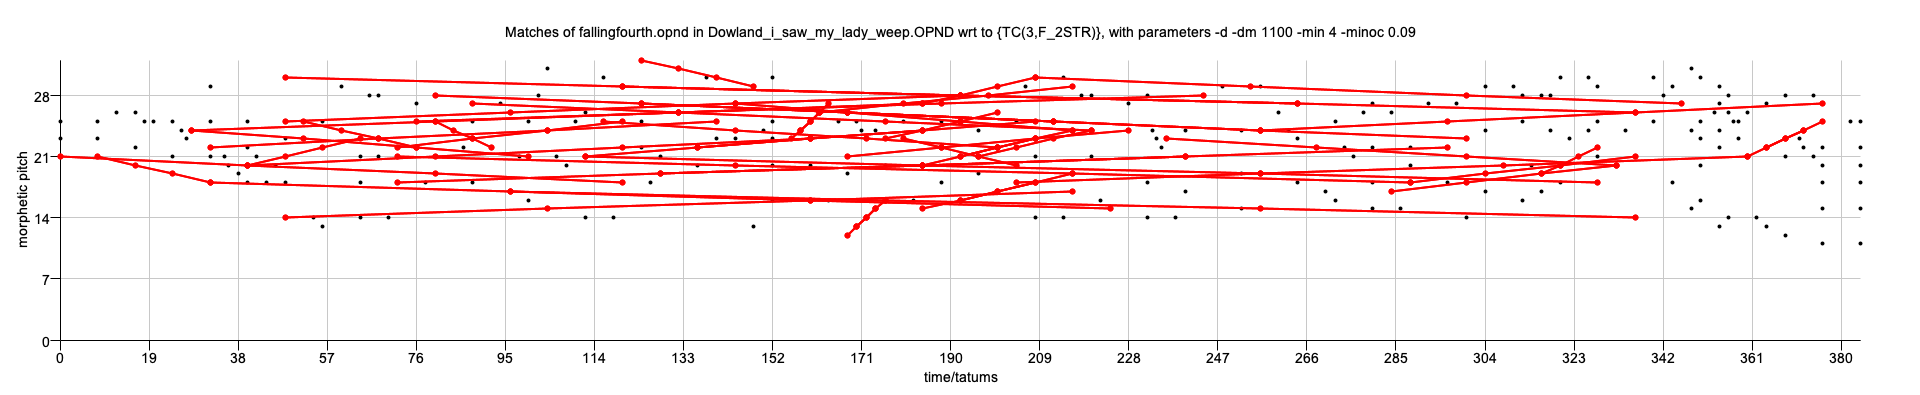 Matches of fallingfourth.opnd in Dowland_i_saw_my_lady_weep.OPND wrt to {TC(3,F_2STR)}, with parameters -d -dm 1100 -min 4 -minoc 0.09
morphetic pitch
28
21
14
7
0
0 19 38 57 76 95 114 133 152 171 190 209 228 247 266 285 304 323 342 361 380
time/tatums